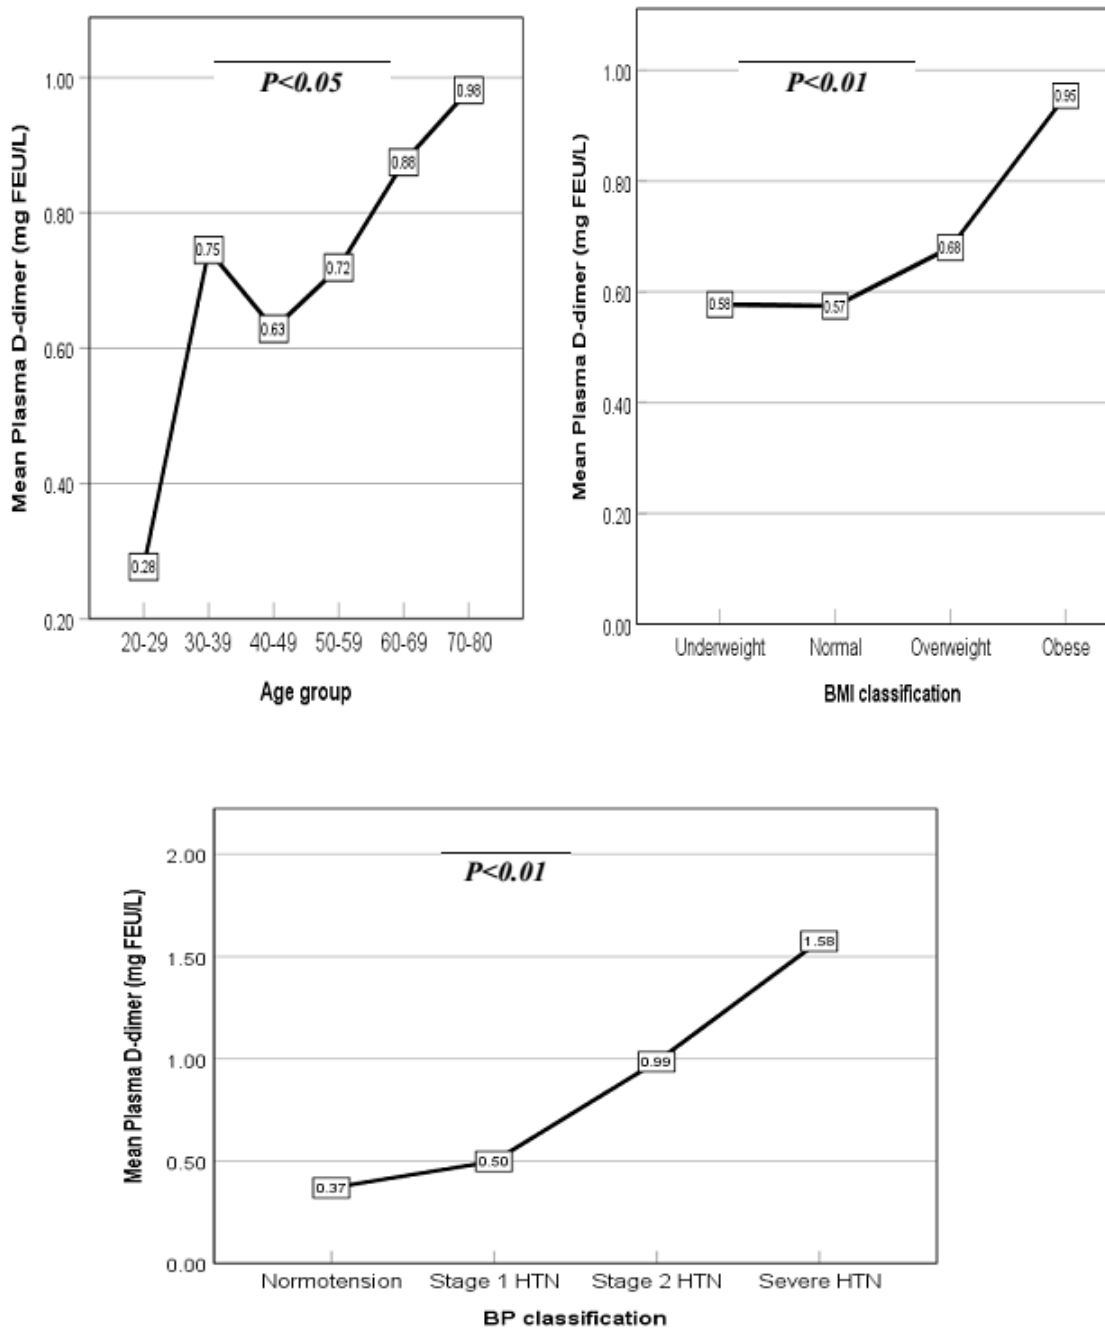 P<0.05
1.00
0.80
0.60
0.40
0.20
0.28
0.75
0.63
0.72
0.88
0.98
20-29 30-39 40-49 50-59 60-69 70-80
Age group
Mean Plasma D-dimer (mg FEU/L)
P<0.01
1.00
0.80
0.60
0.40
0.20
0.00
0.58
0.57
0.68
0.95
Underweight Normal Overweight Obese
BMI classification
Mean Plasma D-dimer (mg FEU/L)
P<0.01
2.00
1.50
1.00
0.50
0.00
0.37
0.50
0.99
1.58
Normotension Stage 1 HTN Stage 2 HTN Severe HTN
BP classification
Mean Plasma D-dimer (mg FEU/L)